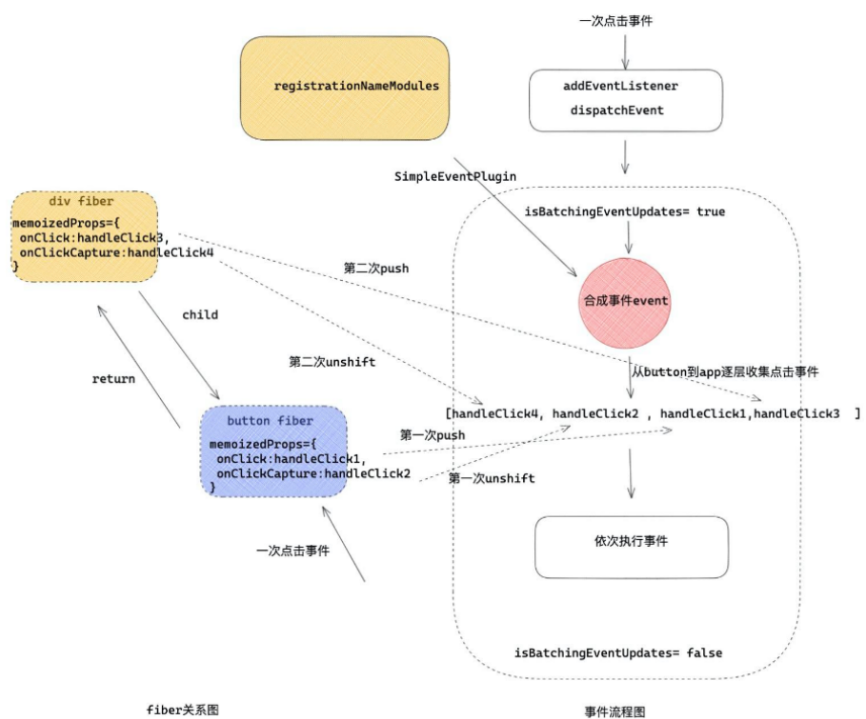 一次点击事件
registrationNameModules
addEventListener
dispatchEvent
SimpleEventPlugin
div fiber
memoizedProps={
onClick:handleClick3,
onClickCapture:handleClick4
}
isBatchingEventUpdates= true
第二次push
合成事件event
child
第二次unshift
从button到app逐层收集点击事件
return
[handleClick4, handleClick2 , handleClick1,handleClick3 ]
button fiber
第一次push
memoizedProps={
onClick:handleClick1,
onClickCapture:handleClick2
}
第一次unshift
一次点击事件
依次执行事件
isBatchingEventUpdates= false
fiber关系图
事件流程图